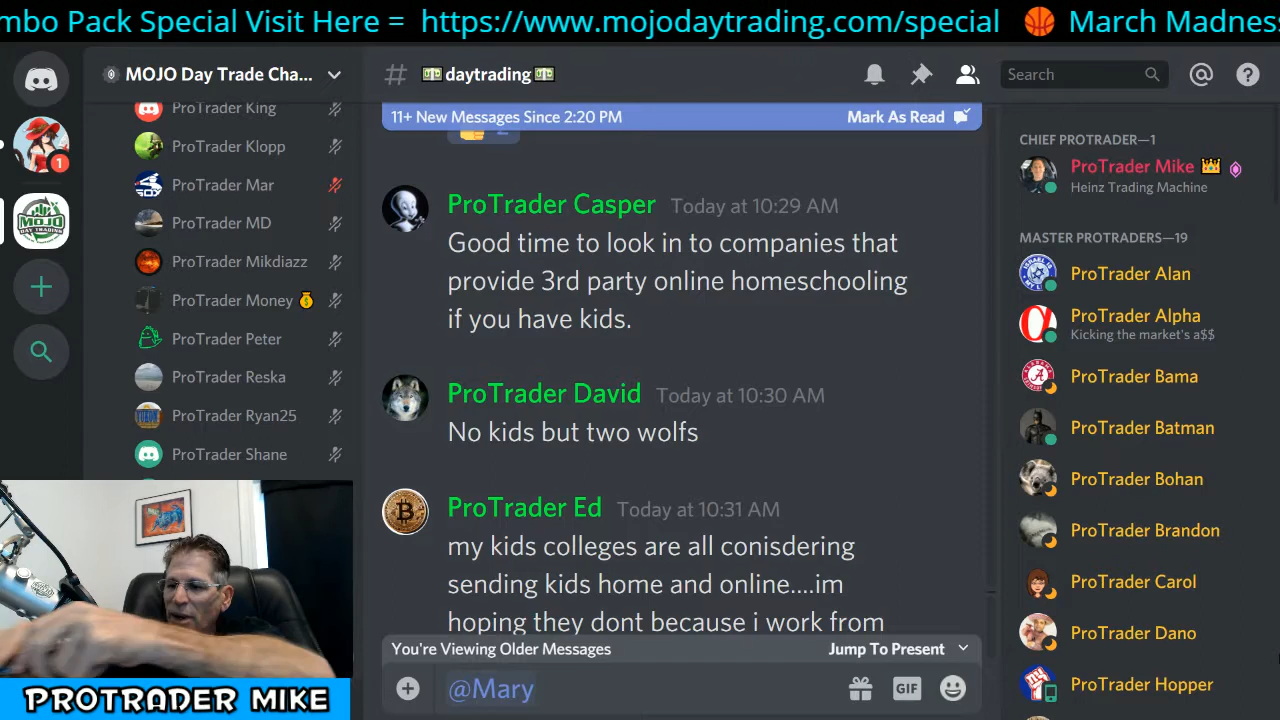 mbo Pack Special Visit Here = https://www.mojodaytrading.com/special 🏀 March Madness
MOJO Day Trade Cha...
ProTrader King
ProTrader Klopp
ProTrader Mar
ProTrader MD
ProTrader Mikdiazz
ProTrader Money 💰
ProTrader Peter
ProTrader Reska
ProTrader Ryan25
ProTrader Shane
PROTRADER MIKE
# 💵daytrading💵
Search
11+ New Messages Since 2:20 PM Mark As Read
ProTrader Casper Today at 10:29 AM
Good time to look in to companies that
provide 3rd party online homeschooling
if you have kids.
ProTrader David Today at 10:30 AM
No kids but two wolfs
ProTrader Ed Today at 10:31 AM
my kids colleges are all conisdering
sending kids home and online....im
hoping they dont because i work from
You're Viewing Older Messages Jump To Present
@Mary
GIF
CHIEF PROTRADER—1
ProTrader Mike 👑
Heinz Trading Machine
MASTER PROTRADERS—19
ProTrader Alan
ProTrader Alpha
Kicking the market's a$$
ProTrader Bama
ProTrader Batman
ProTrader Bohan
ProTrader Brandon
ProTrader Carol
ProTrader Dano
ProTrader Hopper